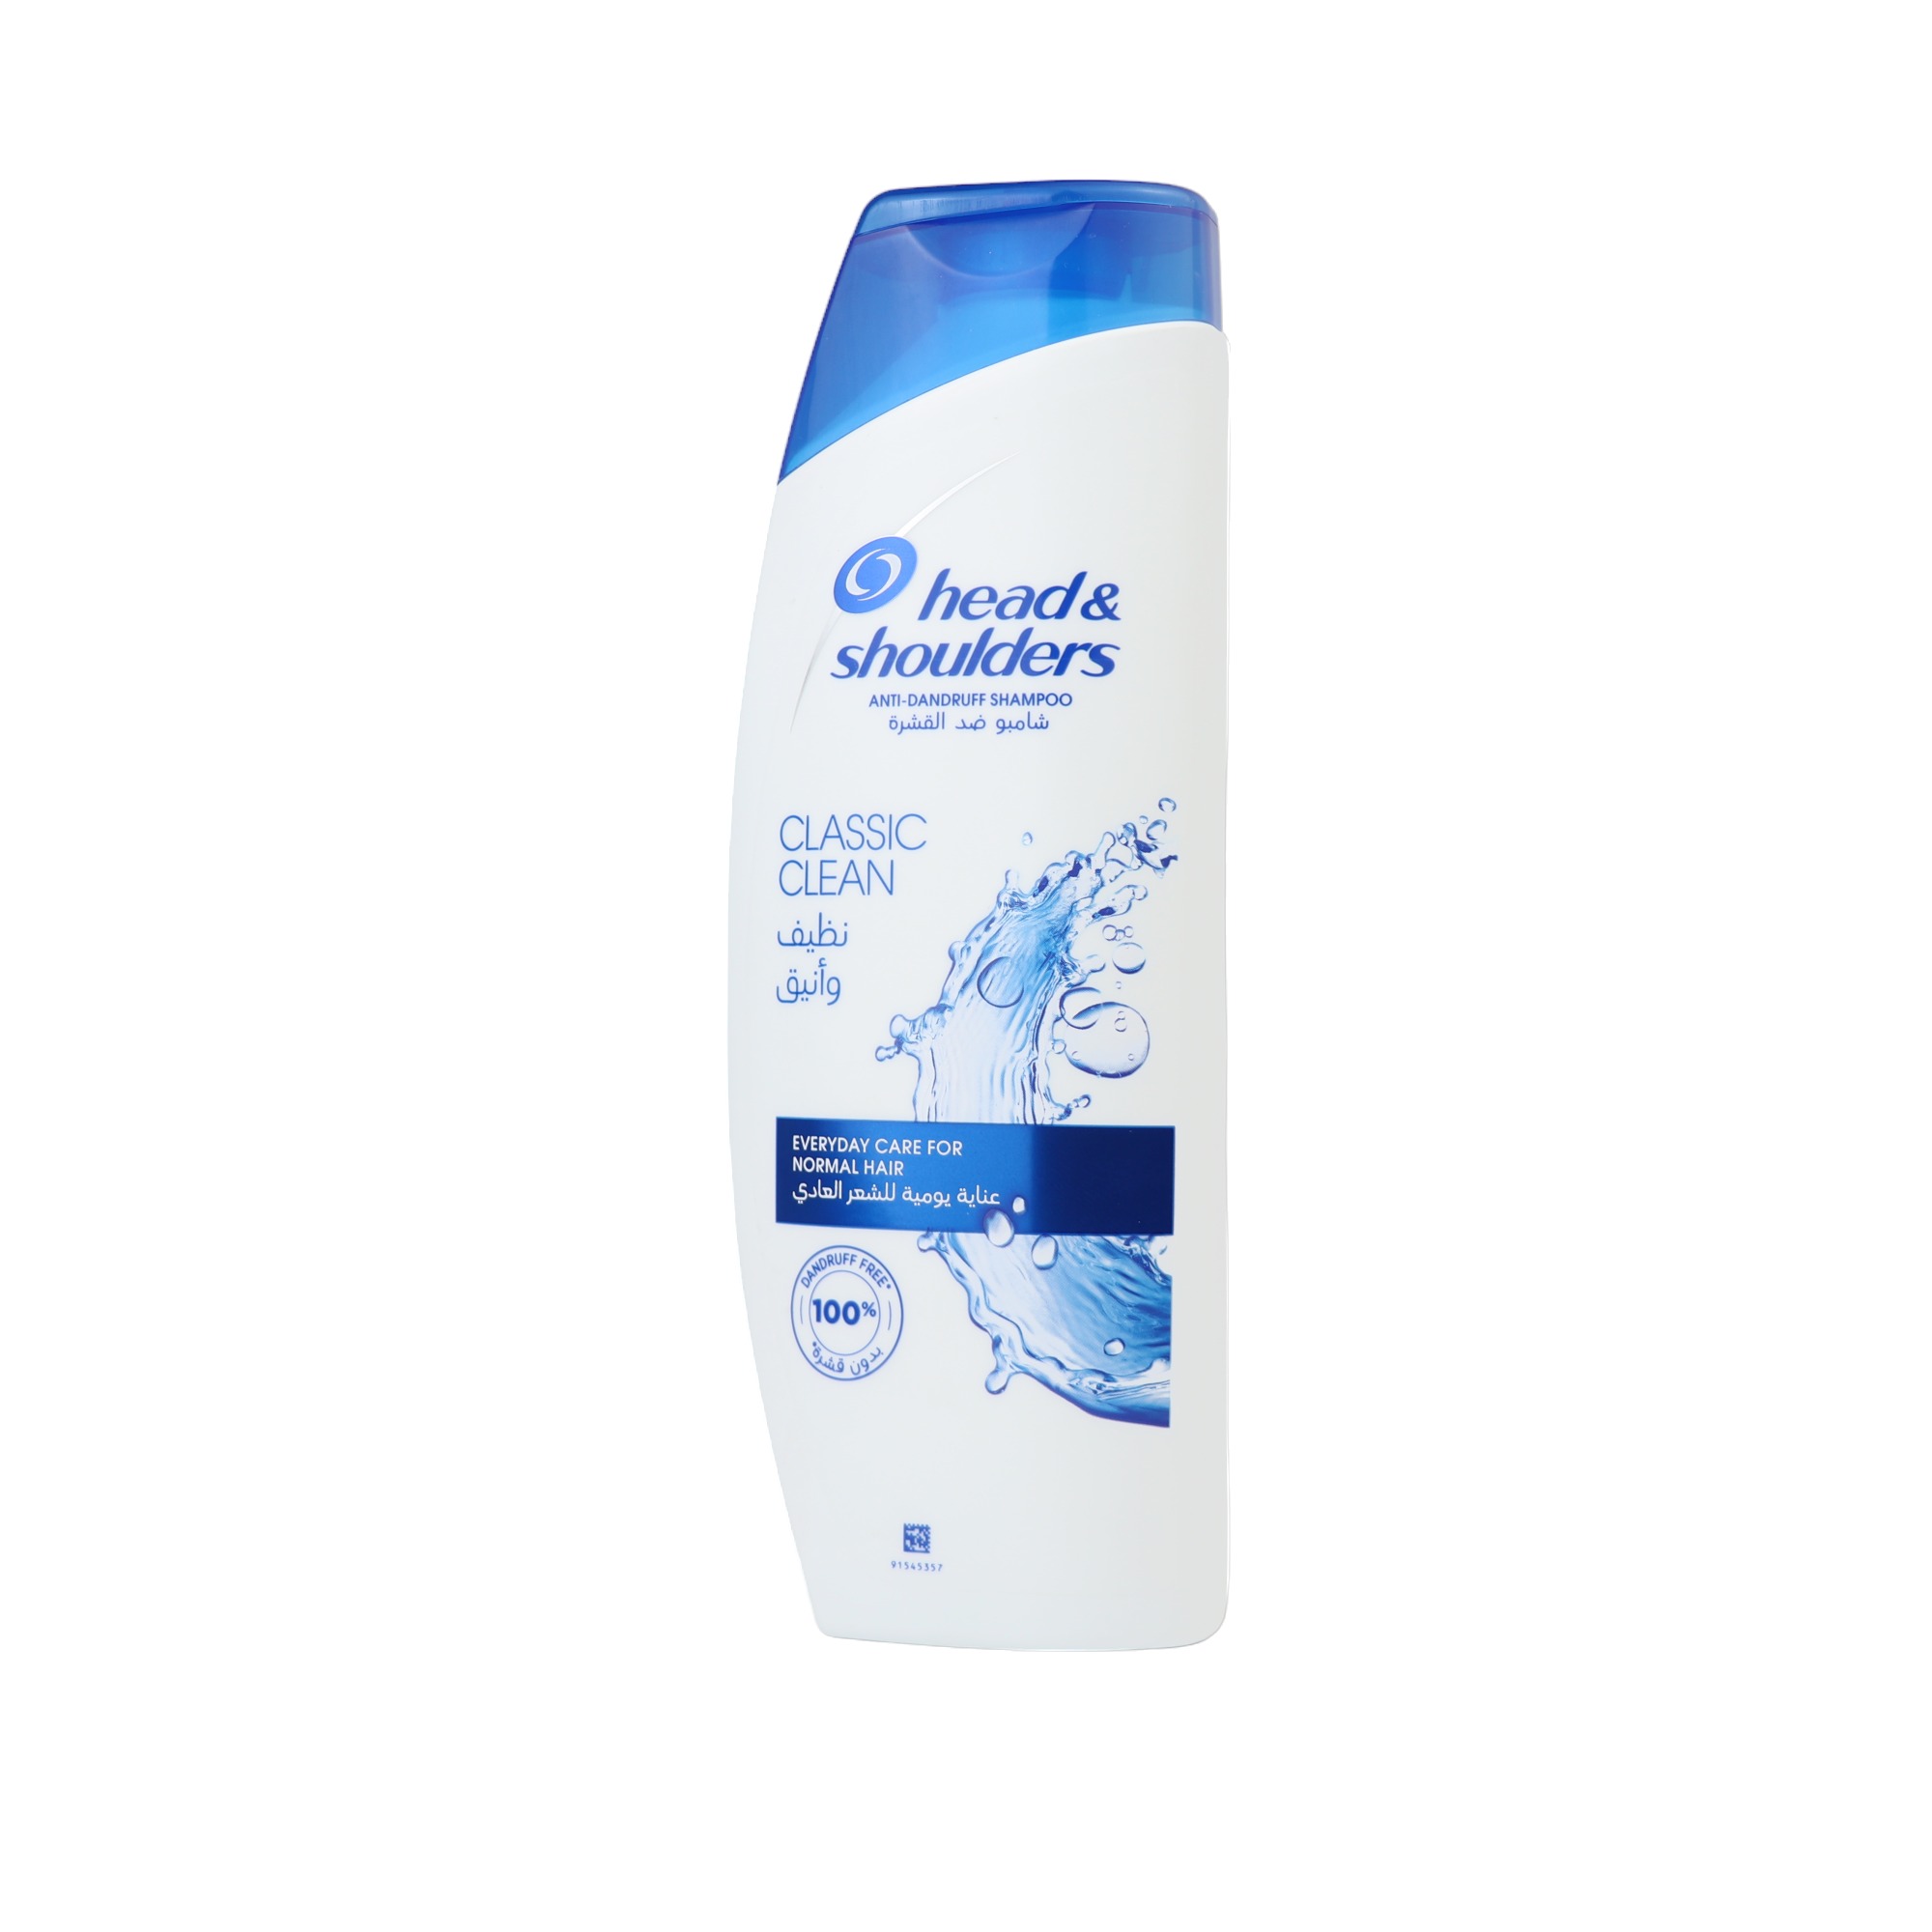 head &
shoulders
ANTI-DANDRUFF SHAMPOO
شامبو ضد القشرة
CLASSIC
CLEAN
نظيف
وأنيق
EVERYDAY CARE FOR
NORMAL HAIR
عناية يومية للشعر العادي
DANDRUFF FREE*
100%
بدون قشرة*
91545357